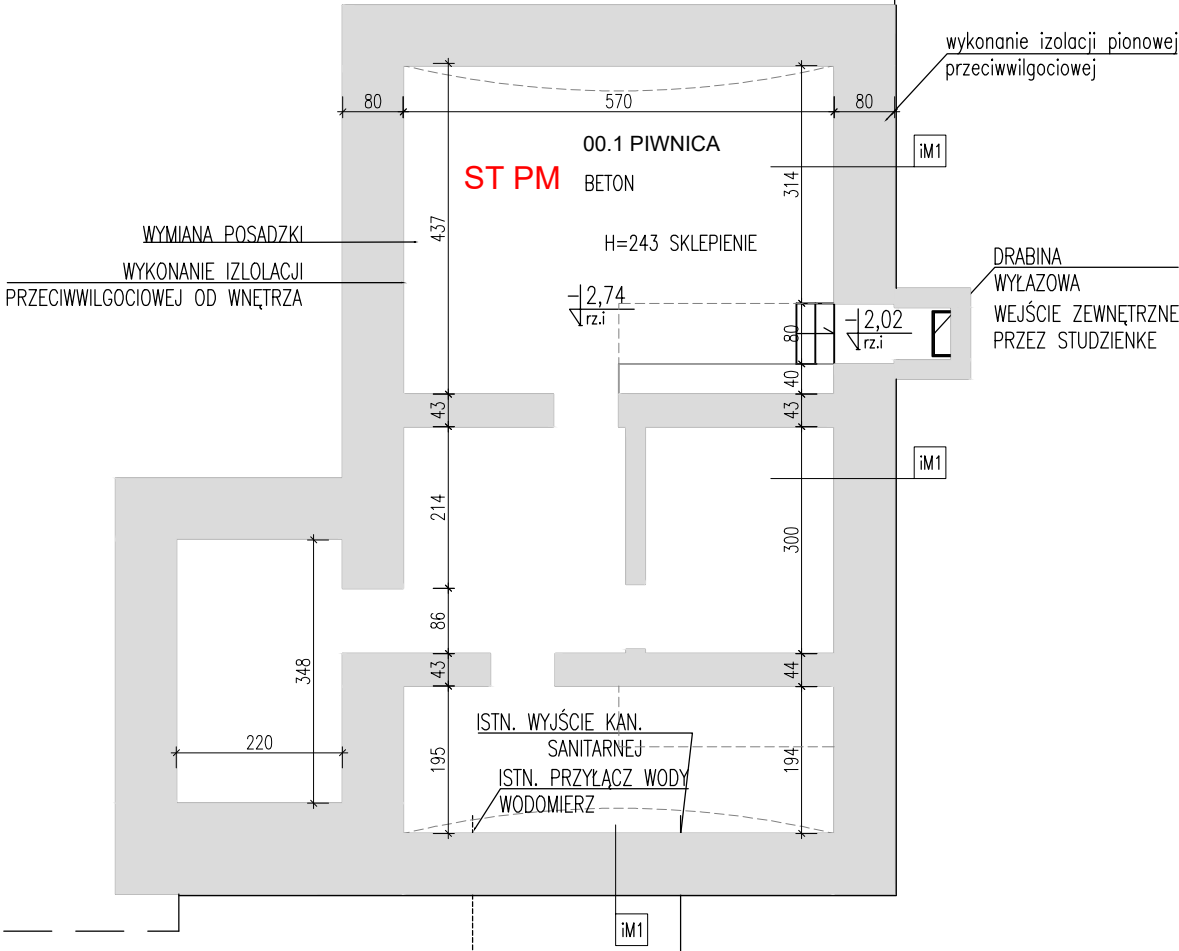 wykonanie izolacji pionowej
przeciwwilgociowej
80
570
80
00.1 PIWNICA
iM1
ST PM
BETON
314
437
WYMIANA POSADZKI
H=243 SKLEPIENIE
WYKONANIE IZLOLACJI
PRZECIWWILGOCIOWEJ OD WNĘTRZA
DRABINA
WYŁAZOWA
WEJŚCIE ZEWNĘTRZNE
PRZEZ STUDZIENKE
-2,74
rz.i
80
-2,02
rz.i
40
43
43
iM1
214
300
86
348
43
44
ISTN. WYJŚCIE KAN.
SANITARNEJ
220
195
194
ISTN. PRZYŁĄCZ WODY
WODOMIERZ
iM1